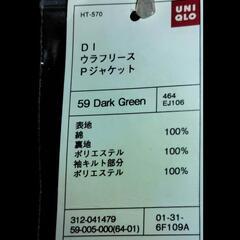 HT-570
UNI
QLO
D I
ウラフリース
Pジャケット
59 Dark Green
464
EJ106
表地
綿 100%
裏地
ポリエステル 100%
袖キルト部分
ポリエステル 100%
312-041479
59-005-000(64-01)
01-31-
6F109A